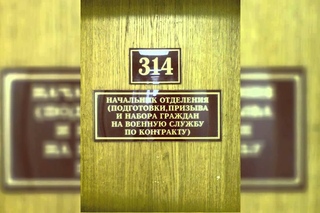 314
НАЧАЛЬНИК ОТДЕЛЕНИЯ
(ПОДГОТОВКИ, ПРИЗЫВА
И НАБОРА ГРАЖДАН
НА ВОЕННУЮ СЛУЖБУ
ПО КОНТРАКТУ)